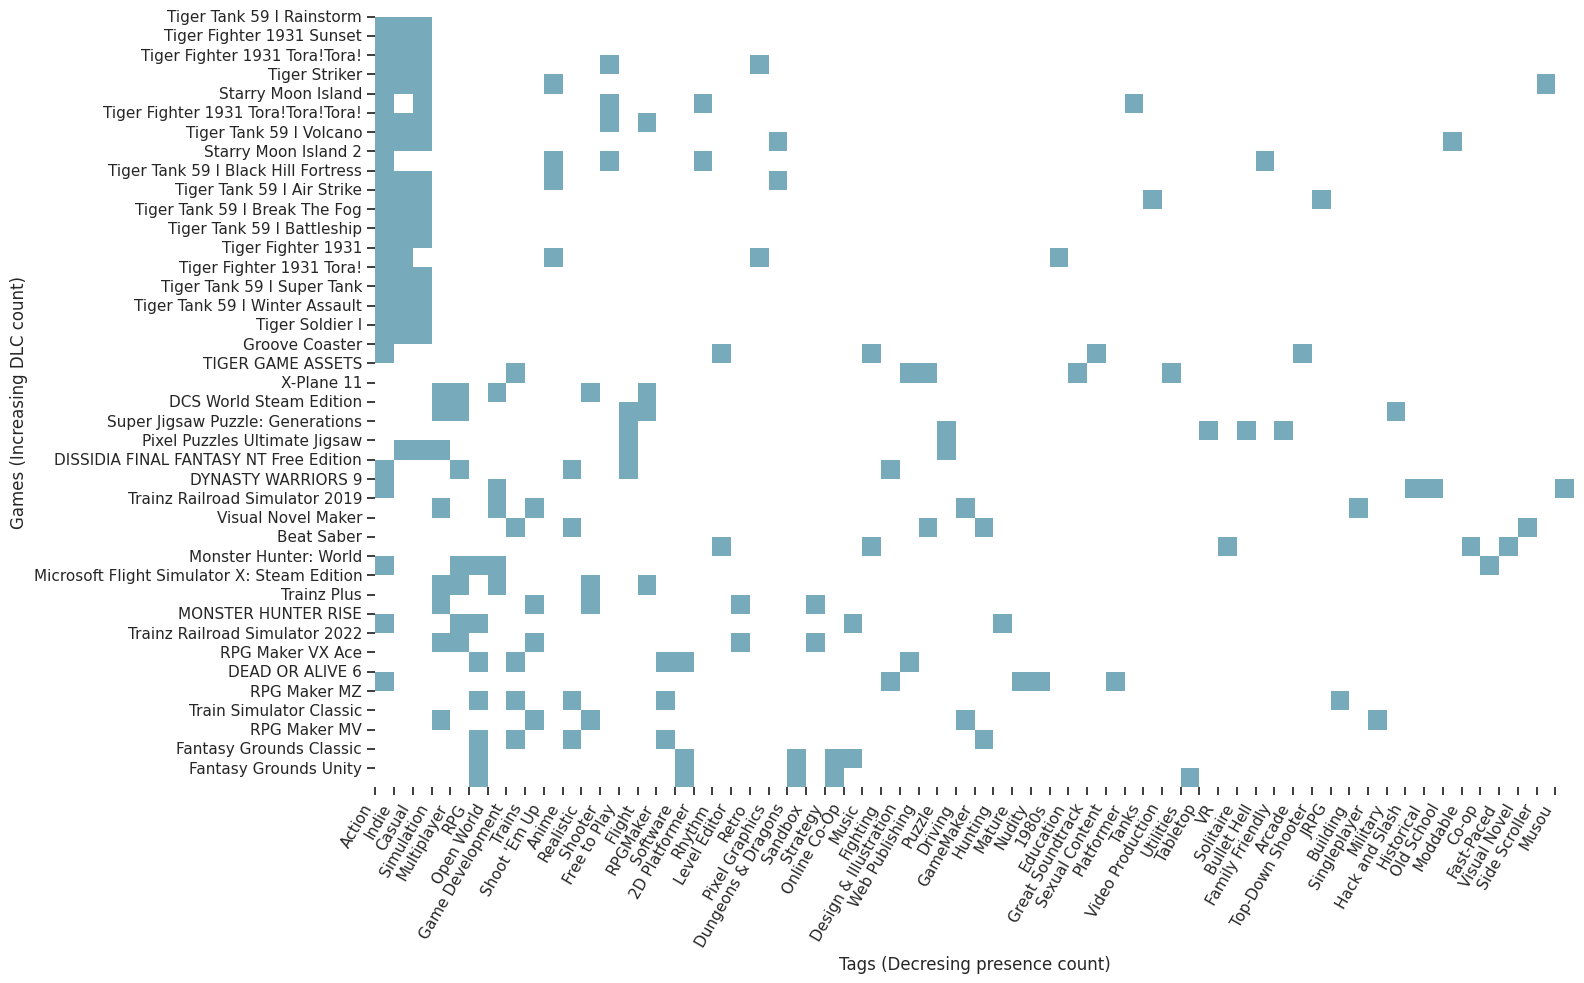 Tiger Tank 59 Ⅰ Rainstorm
Tiger Fighter 1931 Sunset
Tiger Fighter 1931 Tora!Tora!
Tiger Striker
Starry Moon Island
Tiger Fighter 1931 Tora!Tora!Tora!
Tiger Tank 59 Ⅰ Volcano
Starry Moon Island 2
Tiger Tank 59 Ⅰ Black Hill Fortress
Tiger Tank 59 Ⅰ Air Strike
Tiger Tank 59 Ⅰ Break The Fog
Tiger Tank 59 Ⅰ Battleship
Tiger Fighter 1931
Tiger Fighter 1931 Tora!
Tiger Tank 59 Ⅰ Super Tank
Tiger Tank 59 Ⅰ Winter Assault
Tiger Soldier Ⅰ
Groove Coaster
TIGER GAME ASSETS
X-Plane 11
DCS World Steam Edition
Super Jigsaw Puzzle: Generations
Pixel Puzzles Ultimate Jigsaw
DISSIDIA FINAL FANTASY NT Free Edition
DYNASTY WARRIORS 9
Trainz Railroad Simulator 2019
Visual Novel Maker
Beat Saber
Monster Hunter: World
Microsoft Flight Simulator X: Steam Edition
Trainz Plus
MONSTER HUNTER RISE
Trainz Railroad Simulator 2022
RPG Maker VX Ace
DEAD OR ALIVE 6
RPG Maker MZ
Train Simulator Classic
RPG Maker MV
Fantasy Grounds Classic
Fantasy Grounds Unity
Games (Increasing DLC count)
Action
Indie
Casual
Simulation
Multiplayer
RPG
Open World
Game Development
Trains
Shoot 'Em Up
Anime
Realistic
Shooter
Free to Play
Flight
RPGMaker
Software
2D Platformer
Rhythm
Level Editor
Retro
Pixel Graphics
Dungeons & Dragons
Sandbox
Strategy
Online Co-Op
Music
Fighting
Design & Illustration
Web Publishing
Puzzle
Driving
GameMaker
Hunting
Mature
Nudity
1980s
Education
Great Soundtrack
Sexual Content
Platformer
Tanks
Video Production
Utilities
Tabletop
VR
Solitaire
Bullet Hell
Family Friendly
Arcade
Top-Down Shooter
JRPG
Building
Singleplayer
Military
Hack and Slash
Historical
Old School
Moddable
Co-op
Fast-Paced
Visual Novel
Side Scroller
Musou
Tags (Decresing presence count)